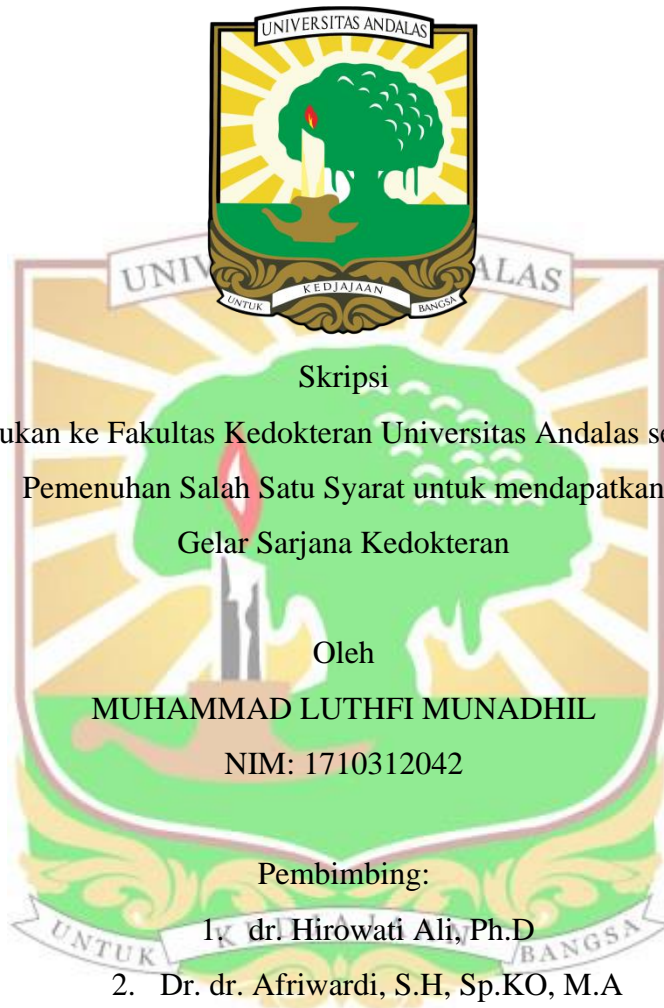 UNIVERSITAS ANDALAS
UNTUK KEDJAJAAN BANGSA
Skripsi
ukan ke Fakultas Kedokteran Universitas Andalas se
Pemenuhan Salah Satu Syarat untuk mendapatkan
Gelar Sarjana Kedokteran
Oleh
MUHAMMAD LUTHFI MUNADHIL
NIM: 1710312042
Pembimbing:
1. dr. Hirowati Ali, Ph.D
2. Dr. dr. Afriwardi, S.H, Sp.KO, M.A
UNTUK BANGSA